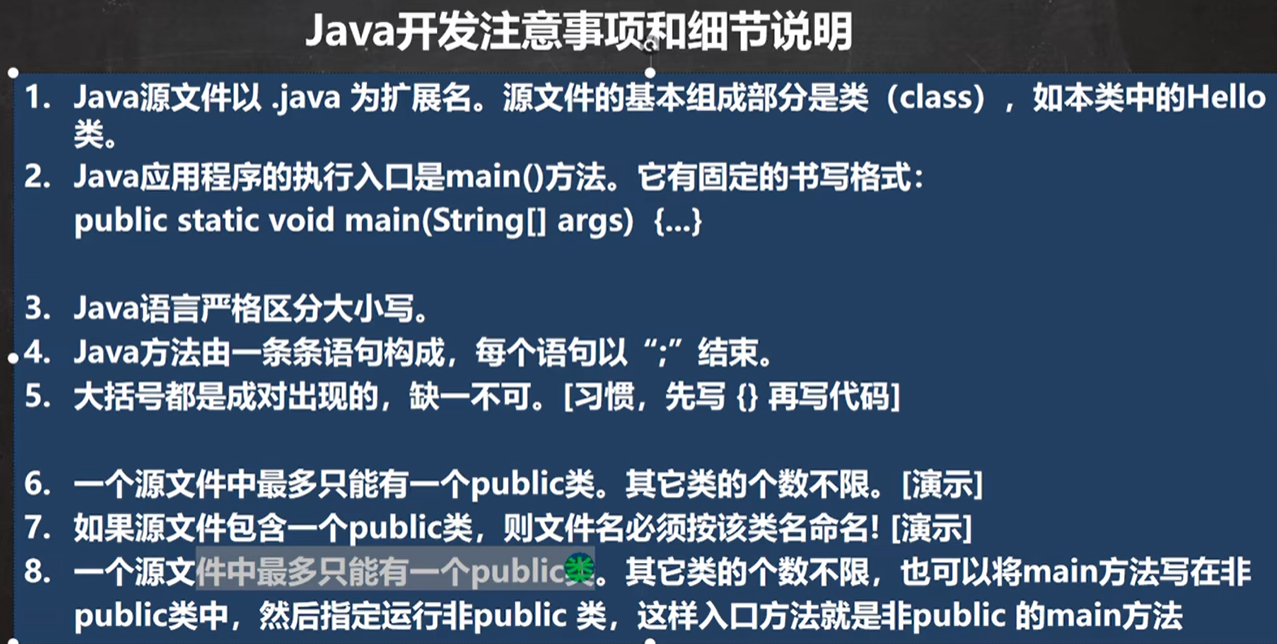 Java开发注意事项和细节说明
1. Java源文件以 .java 为扩展名。源文件的基本组成部分是类（class），如本类中的Hello
类。
2. Java应用程序的执行入口是main()方法。它有固定的书写格式：
public static void main(String[] args) {...}
3. Java语言严格区分大小写。
4. Java方法由一条条语句构成，每个语句以“;”结束。
5. 大括号都是成对出现的，缺一不可。[习惯，先写 {} 再写代码]
6. 一个源文件中最多只能有一个public类。其它类的个数不限。[演示]
7. 如果源文件包含一个public类，则文件名必须按该类名命名! [演示]
8. 一个源文件中最多只能有一个public类。其它类的个数不限，也可以将main方法写在非
public类中，然后指定运行非public 类，这样入口方法就是非public 的main方法